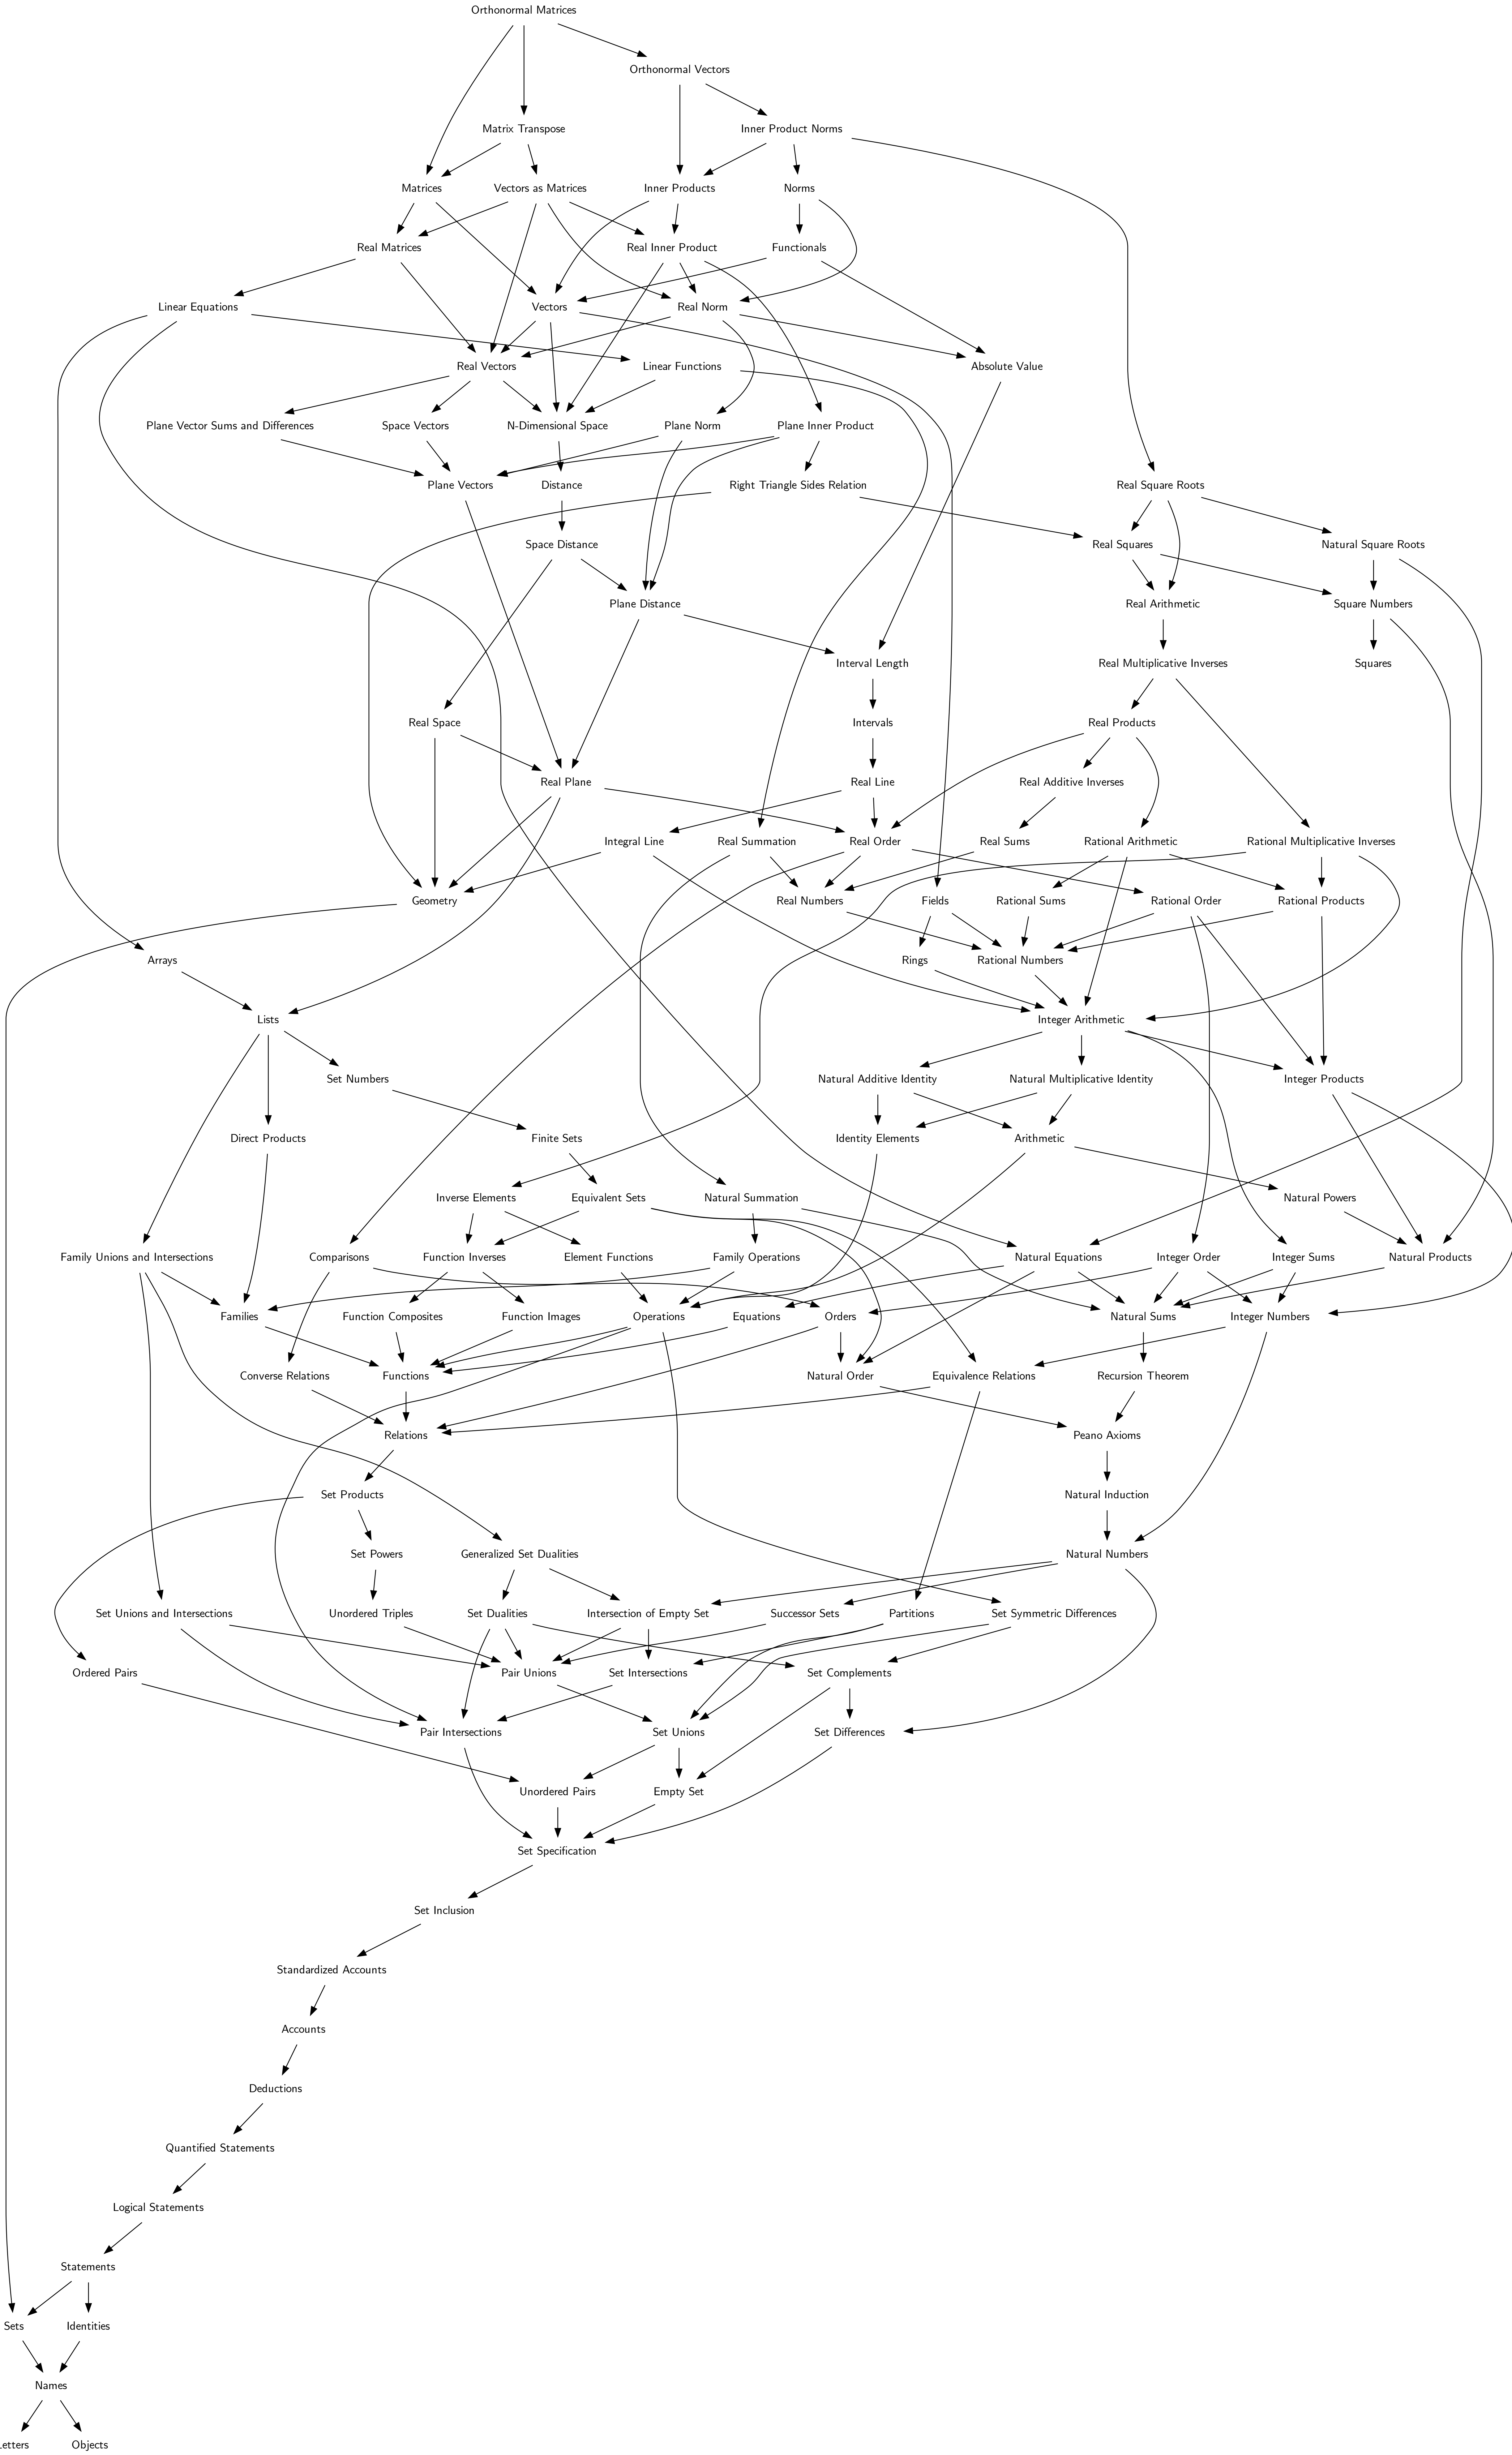 Orthonormal Matrices
Orthonormal Vectors
Matrix Transpose
Inner Product Norms
Matrices
Vectors as Matrices
Inner Products
Norms
Real Matrices
Real Inner Product
Functionals
Linear Equations
Vectors
Real Norm
Real Vectors
Linear Functions
Absolute Value
Plane Vector Sums and Differences
Space Vectors
N-Dimensional Space
Plane Norm
Plane Inner Product
Plane Vectors
Distance
Right Triangle Sides Relation
Real Square Roots
Space Distance
Real Squares
Natural Square Roots
Plane Distance
Real Arithmetic
Square Numbers
Interval Length
Real Multiplicative Inverses
Squares
Real Space
Intervals
Real Products
Real Plane
Real Line
Real Additive Inverses
Integral Line
Real Summation
Real Order
Real Sums
Rational Arithmetic
Rational Multiplicative Inverses
Geometry
Real Numbers
Fields
Rational Sums
Rational Order
Rational Products
Arrays
Rings
Rational Numbers
Lists
Integer Arithmetic
Set Numbers
Natural Additive Identity
Natural Multiplicative Identity
Integer Products
Direct Products
Finite Sets
Identity Elements
Arithmetic
Inverse Elements
Equivalent Sets
Natural Summation
Natural Powers
Family Unions and Intersections
Comparisons
Function Inverses
Element Functions
Family Operations
Natural Equations
Integer Order
Integer Sums
Natural Products
Families
Function Composites
Function Images
Operations
Equations
Orders
Natural Sums
Integer Numbers
Converse Relations
Functions
Natural Order
Equivalence Relations
Recursion Theorem
Relations
Peano Axioms
Set Products
Natural Induction
Set Powers
Generalized Set Dualities
Natural Numbers
Set Unions and Intersections
Unordered Triples
Set Dualities
Intersection of Empty Set
Successor Sets
Partitions
Set Symmetric Differences
Ordered Pairs
Pair Unions
Set Intersections
Set Complements
Pair Intersections
Set Unions
Set Differences
Unordered Pairs
Empty Set
Set Specification
Set Inclusion
Standardized Accounts
Accounts
Deductions
Quantified Statements
Logical Statements
Statements
Sets
Identities
Names
Objects